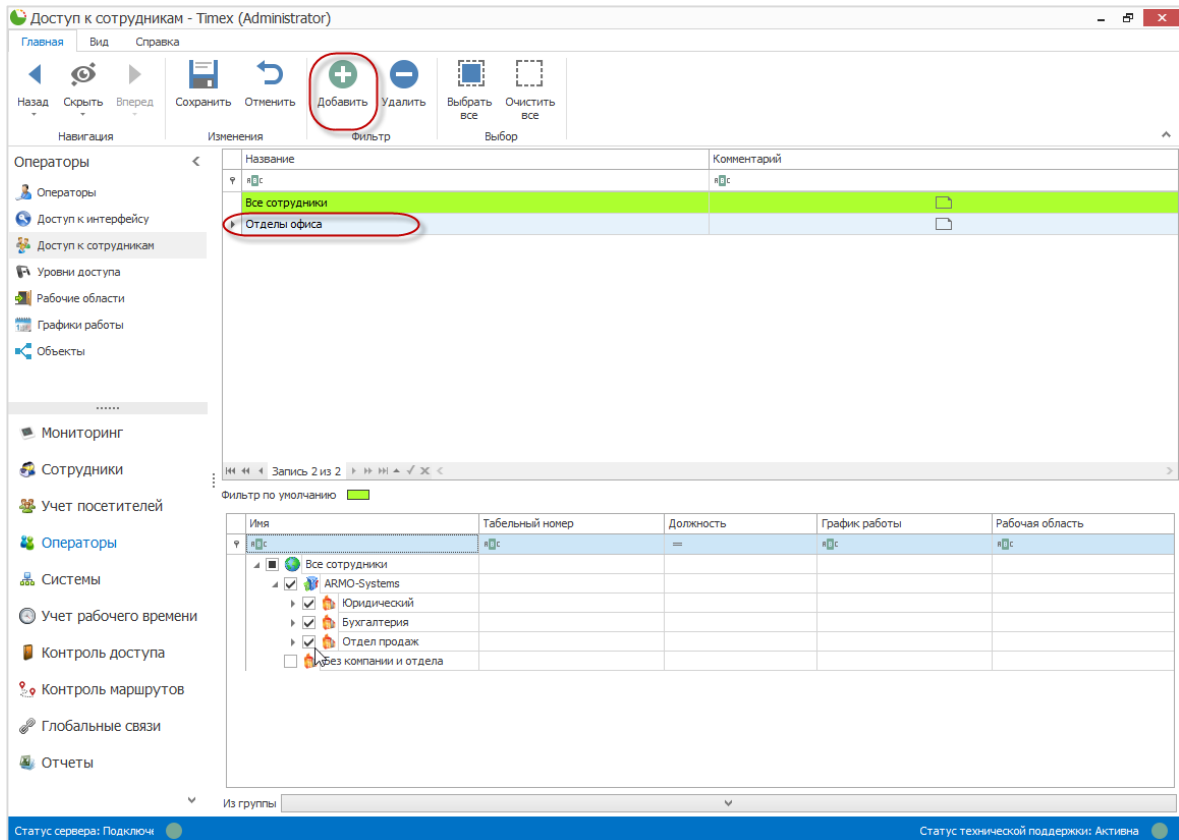 Доступ к сотрудникам - Timex (Administrator)
Главная Вид Справка
Назад Скрыть Вперед Сохранить Отменить Добавить Удалить Выбрать все Очистить все
Навигация Изменения Фильтр Выбор
Операторы
Операторы
Доступ к интерфейсу
Доступ к сотрудникам
Уровни доступа
Рабочие области
Графики работы
Объекты
Мониторинг
Сотрудники
Учет посетителей
Операторы
Системы
Учет рабочего времени
Контроль доступа
Контроль маршрутов
Глобальные связи
Отчеты
Название Комментарий
Все сотрудники
Отделы офиса
Запись 2 из 2
Фильтр по умолчанию
Имя Табельный номер Должность График работы Рабочая область
=
Все сотрудники
ARMO-Systems
Юридический
Бухгалтерия
Отдел продаж
Без компании и отдела
Из группы
Статус сервера: Подключе Статус технической поддержки: Активна